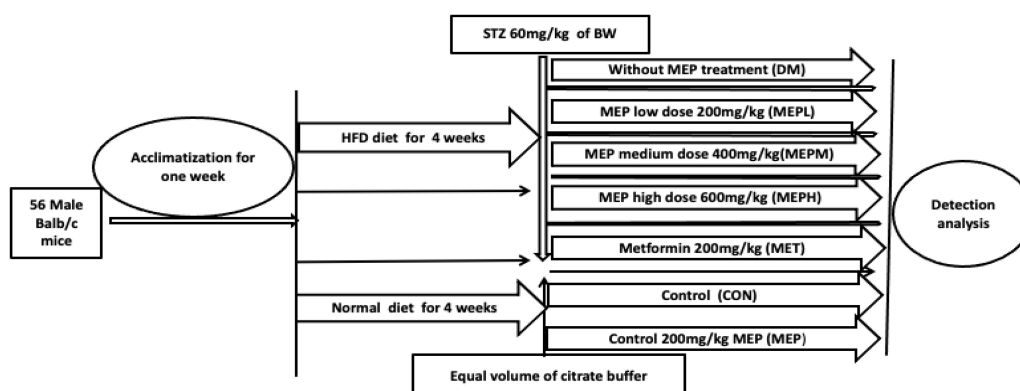 STZ 60mg/kg of BW
Without MEP treatment (DM)
MEP low dose 200mg/kg (MEPL)
HFD diet for 4 weeks
MEP medium dose 400mg/kg(MEPM)
Acclimatization for
one week
MEP high dose 600mg/kg (MEPH)
56 Male
Balb/c
mice
Detection
analysis
Metformin 200mg/kg (MET)
Normal diet for 4 weeks
Control (CON)
Control 200mg/kg MEP (MEP)
Equal volume of citrate buffer